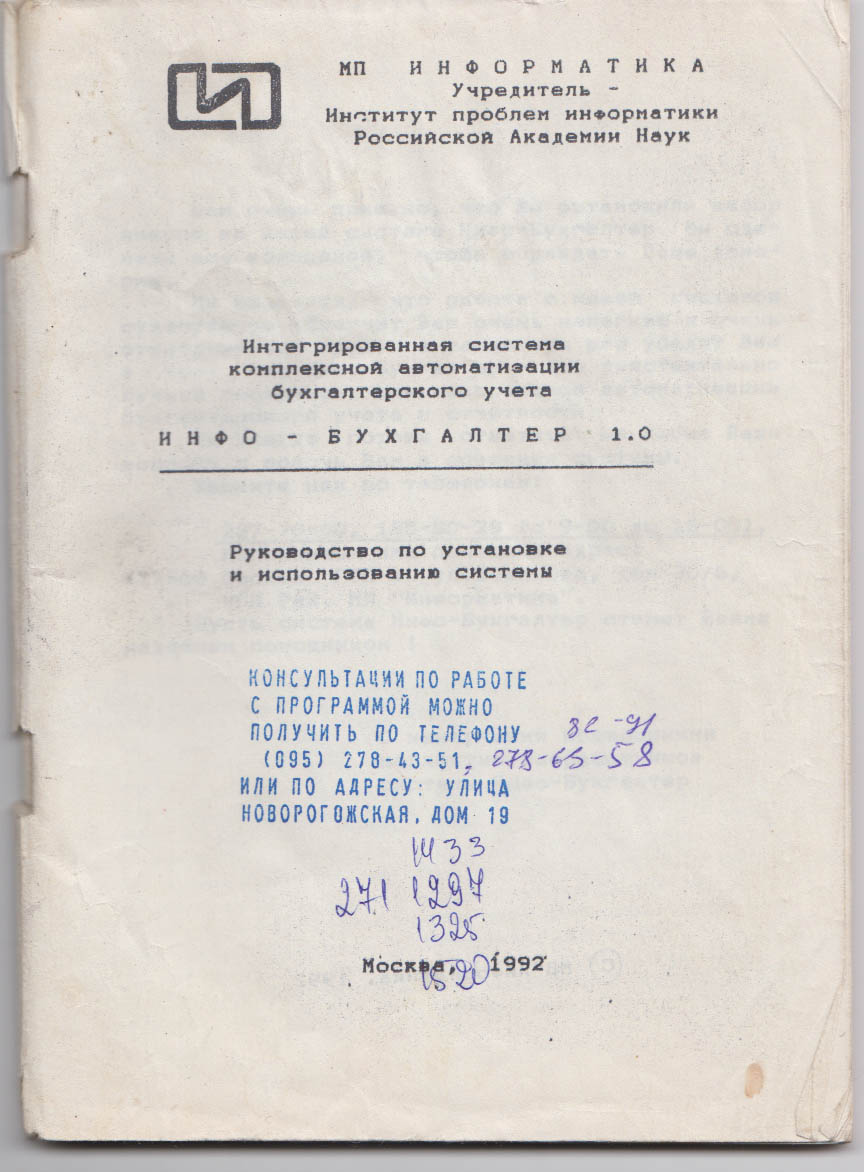 МП ИНФОРМАТИКА
Учредитель -
Институт проблем информатики
Российской Академии Наук
Интегрированная система
комплексной автоматизации
бухгалтерского учета
ИНФО - БУХГАЛТЕР 1.0
Руководство по установке
и использованию системы
КОНСУЛЬТАЦИИ ПО РАБОТЕ
С ПРОГРАММОЙ МОЖНО
ПОЛУЧИТЬ ПО ТЕЛЕФОНУ
(095) 278-43-51, 278-65-58
ИЛИ ПО АДРЕСУ: УЛИЦА
НОВОРОГОЖСКАЯ, ДОМ 19
1433
271 1297
1325
Москва, 1992
1520